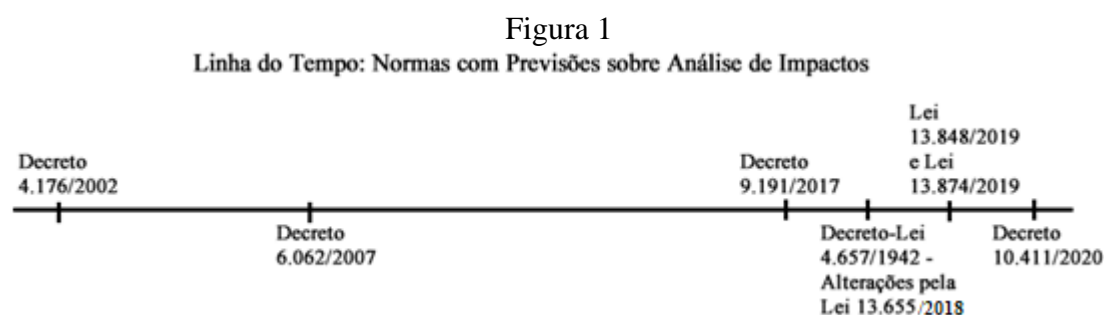 Figura 1
Linha do Tempo: Normas com Previsões sobre Análise de Impactos
Decreto
4.176/2002
Decreto
6.062/2007
Decreto
9.191/2017
Decreto-Lei
4.657/1942 -
Alterações pela
Lei 13.655/2018
Lei
13.848/2019
e Lei
13.874/2019
Decreto
10.411/2020